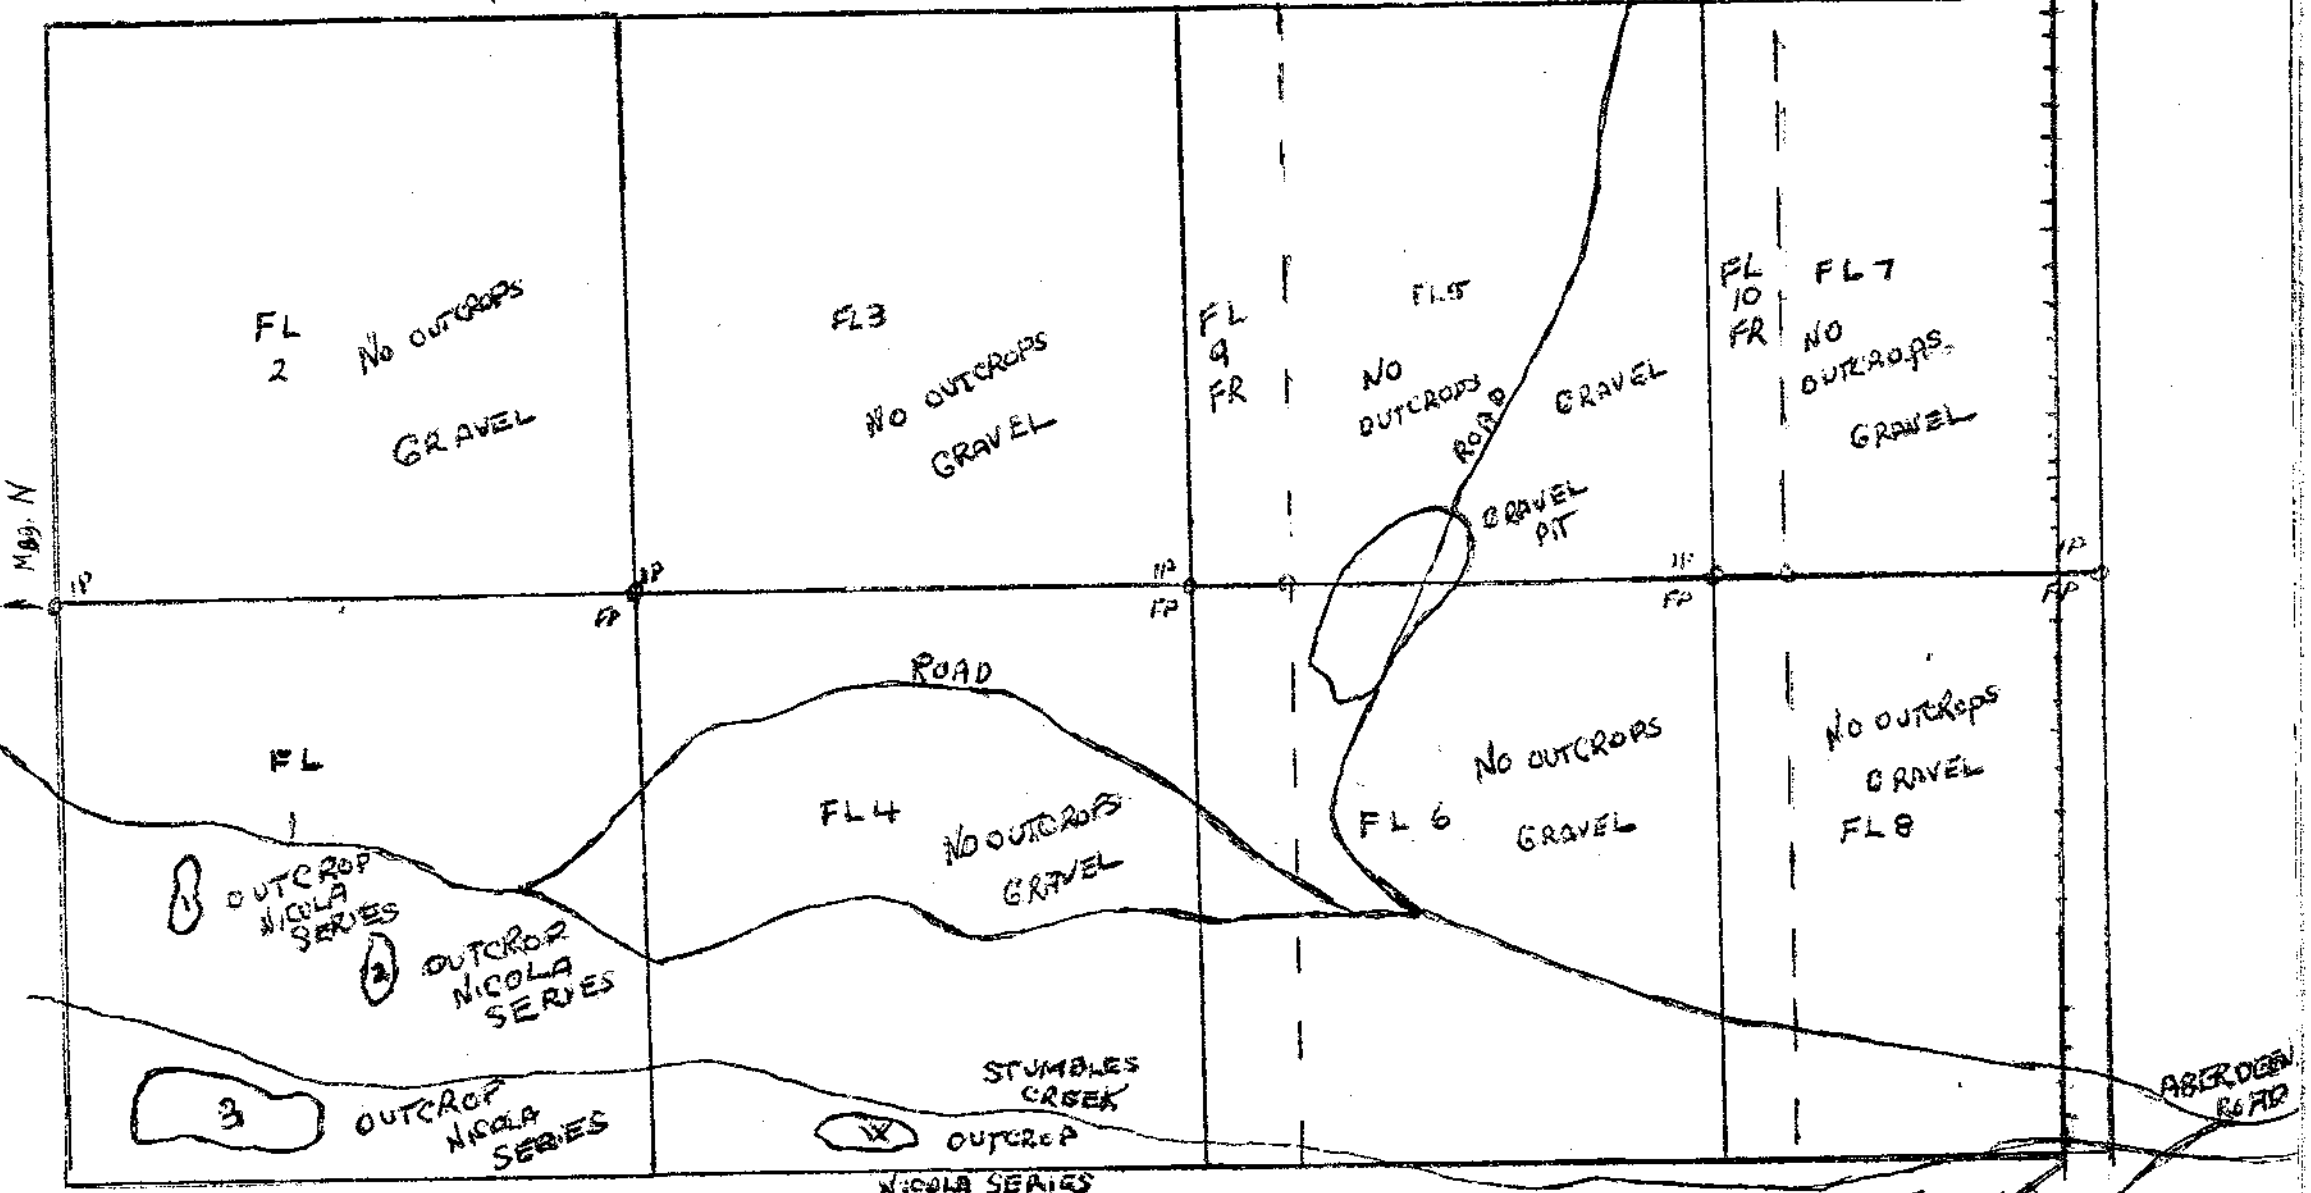 FL
2
NO OUTCROPS
GRAVEL
FL3
NO OUTCROPS
GRAVEL
FL
9
FR
FL5
NO
OUTCROPS
ROAD
GRAVEL
GRAVEL
PIT
FL
10
FR
FL7
NO
OUTCROPS
GRAVEL
Mag. N
IP
IP
FP
IP
FP
IP
FP
IP
FP
ROAD
FL
1
1
OUTCROP
NICOLA
SERIES
2
OUTCROP
NICOLA
SERIES
3
OUTCROP
NICOLA
SERIES
FL4
NO OUTCROPS
GRAVEL
STUMBLES
CREEK
OUTCROP
NICOLA SERIES
FL 6
NO OUTCROPS
GRAVEL
NO OUTCROPS
GRAVEL
FL8
ABERDEEN
ROAD